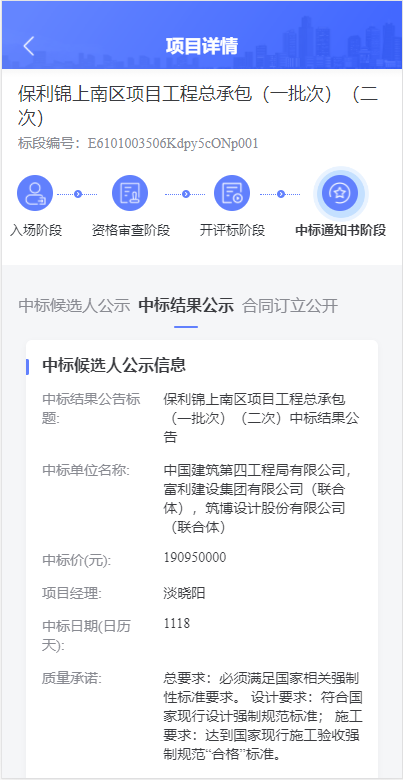 项目详情
保利锦上南区项目工程总承包（一批次）（二
次）
标段编号：E6101003506Kdpy5cONp001
入场阶段 资格审查阶段 开评标阶段 中标通知书阶段
中标候选人公示 中标结果公示 合同订立公开
中标候选人公示信息
中标结果公告标
题:
保利锦上南区项目工程总承包
（一批次）（二次）中标结果公
告
中标单位名称:
中国建筑第四工程局有限公司，
富利建设集团有限公司（联合
体），筑博设计股份有限公司
（联合体）
中标价(元):
190950000
项目经理:
淡晓阳
中标日期(日历
天):
1118
质量承诺:
总要求：必须满足国家相关强制
性标准要求。 设计要求：符合国
家现行设计强制规范标准； 施工
要求：达到国家现行施工验收强
制规范“合格”标准。